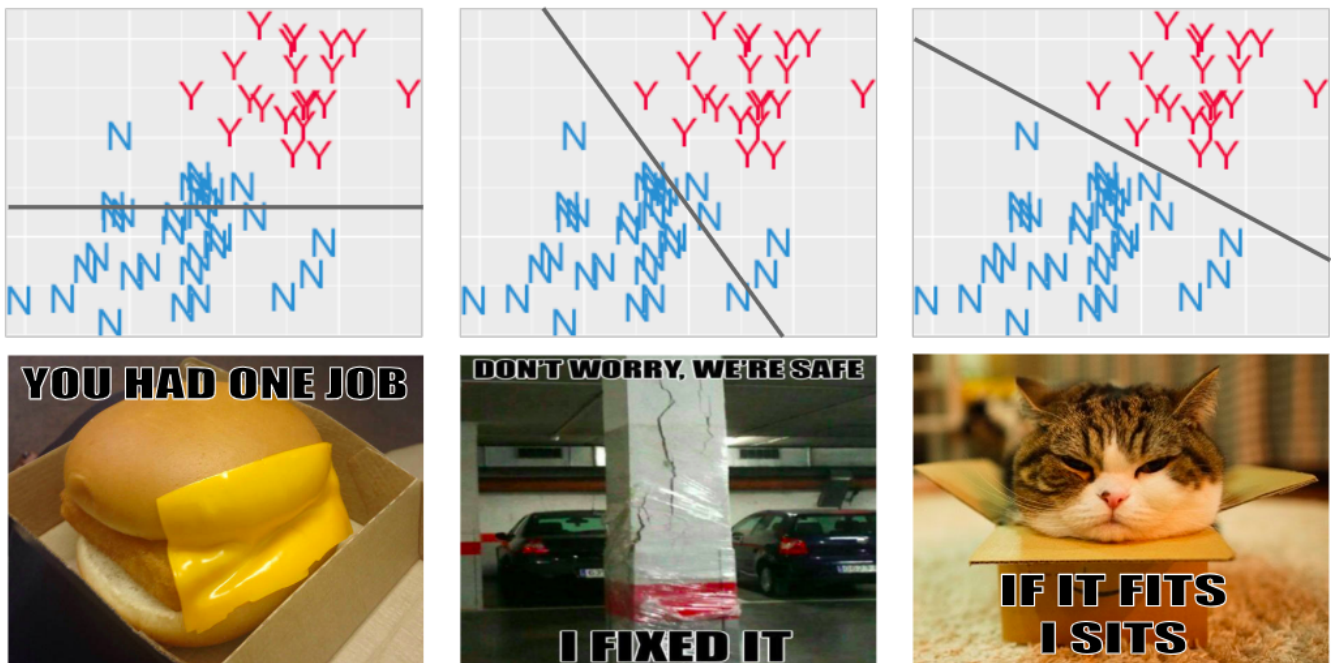 YOU HAD ONE JOB
DON'T WORRY, WE'RE SAFE
I FIXED IT
IF IT FITS
I SITS